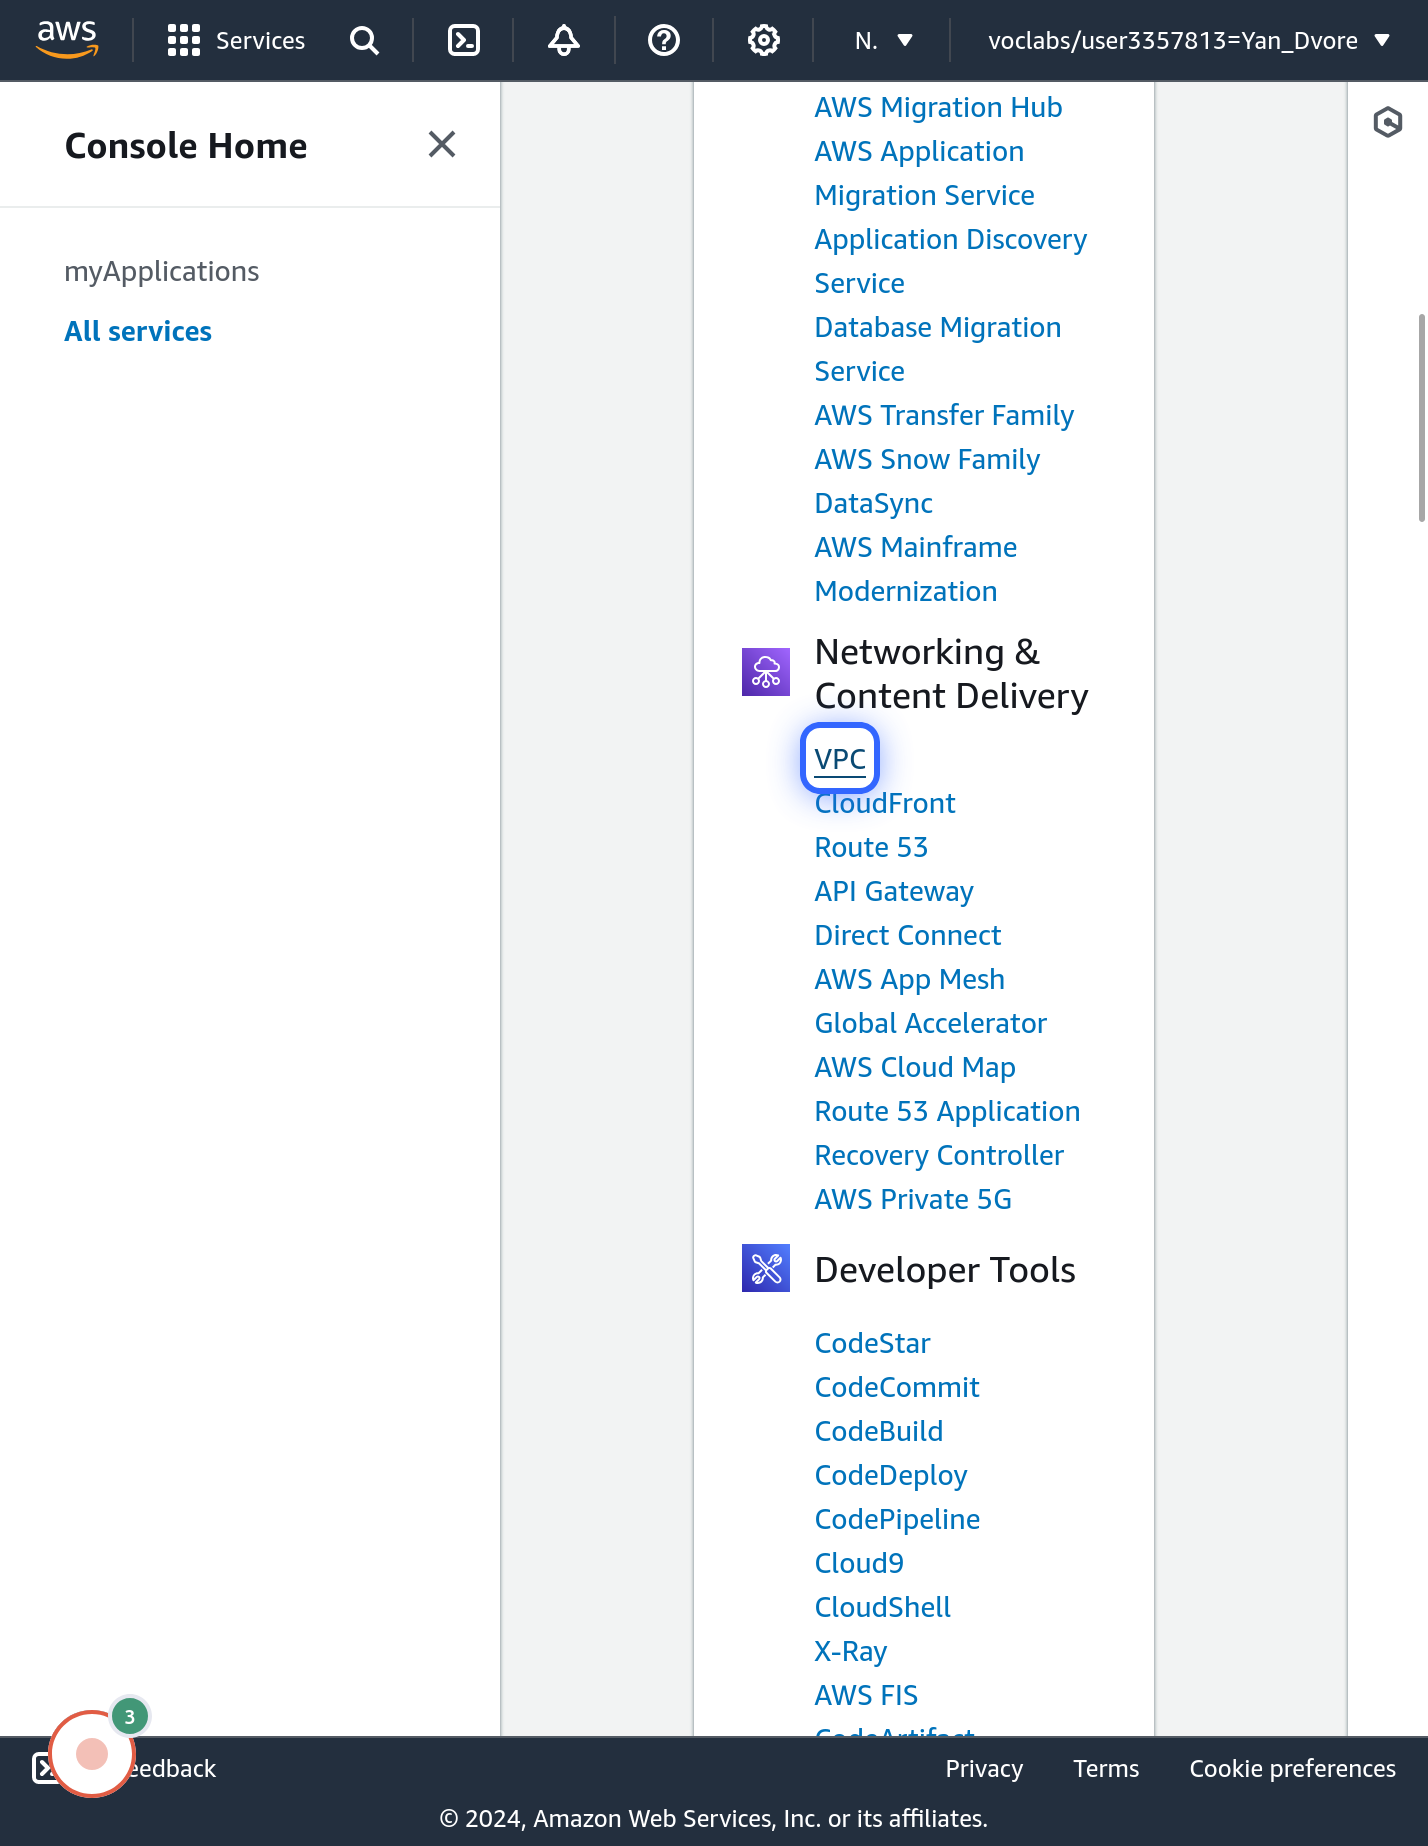 aws
Services
N.
voclabs/user3357813=Yan_Dvore
Console Home
myApplications
All services
AWS Migration Hub
AWS Application
Migration Service
Application Discovery
Service
Database Migration
Service
AWS Transfer Family
AWS Snow Family
DataSync
AWS Mainframe
Modernization
Networking &
Content Delivery
VPC
CloudFront
Route 53
API Gateway
Direct Connect
AWS App Mesh
Global Accelerator
AWS Cloud Map
Route 53 Application
Recovery Controller
AWS Private 5G
Developer Tools
CodeStar
CodeCommit
CodeBuild
CodeDeploy
CodePipeline
Cloud9
CloudShell
X-Ray
AWS FIS
CodeArtifact
3
eedback
Privacy
Terms
Cookie preferences
© 2024, Amazon Web Services, Inc. or its affiliates.